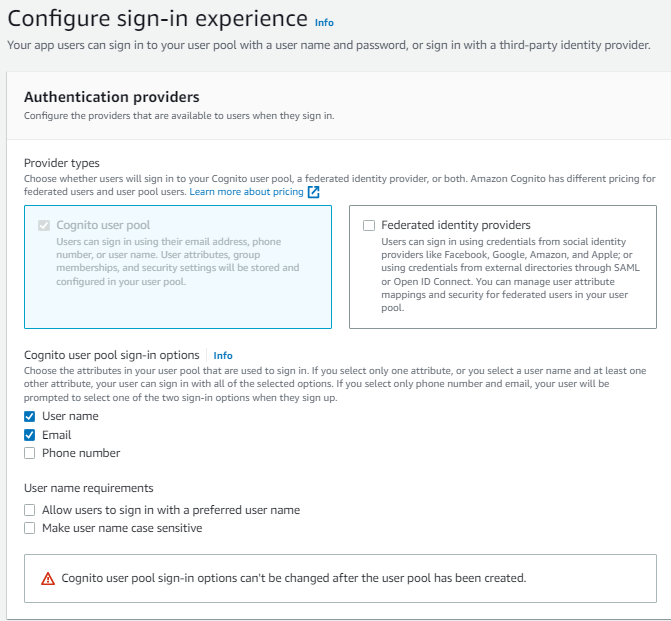 Configure sign-in experience Info
Your app users can sign in to your user pool with a user name and password, or sign in with a third-party identity provider.
Authentication providers
Configure the providers that are available to users when they sign in.
Provider types
Choose whether users will sign in to your Cognito user pool, a federated identity provider, or both. Amazon Cognito has different pricing for
federated users and user pool users. Learn more about pricing
Cognito user pool
Users can sign in using their email address, phone
number, or user name. User attributes, group
memberships, and security settings will be stored and
configured in your user pool.
Federated identity providers
Users can sign in using credentials from social identity
providers like Facebook, Google, Amazon, and Apple; or
using credentials from external directories through SAML
or Open ID Connect. You can manage user attribute
mappings and security for federated users in your user
pool.
Cognito user pool sign-in options Info
Choose the attributes in your user pool that are used to sign in. If you select only one attribute, or you select a user name and at least one
other attribute, your user can sign in with all of the selected options. If you select only phone number and email, your user will be
prompted to select one of the two sign-in options when they sign up.
User name
Email
Phone number
User name requirements
Allow users to sign in with a preferred user name
Make user name case sensitive
Cognito user pool sign-in options can't be changed after the user pool has been created.